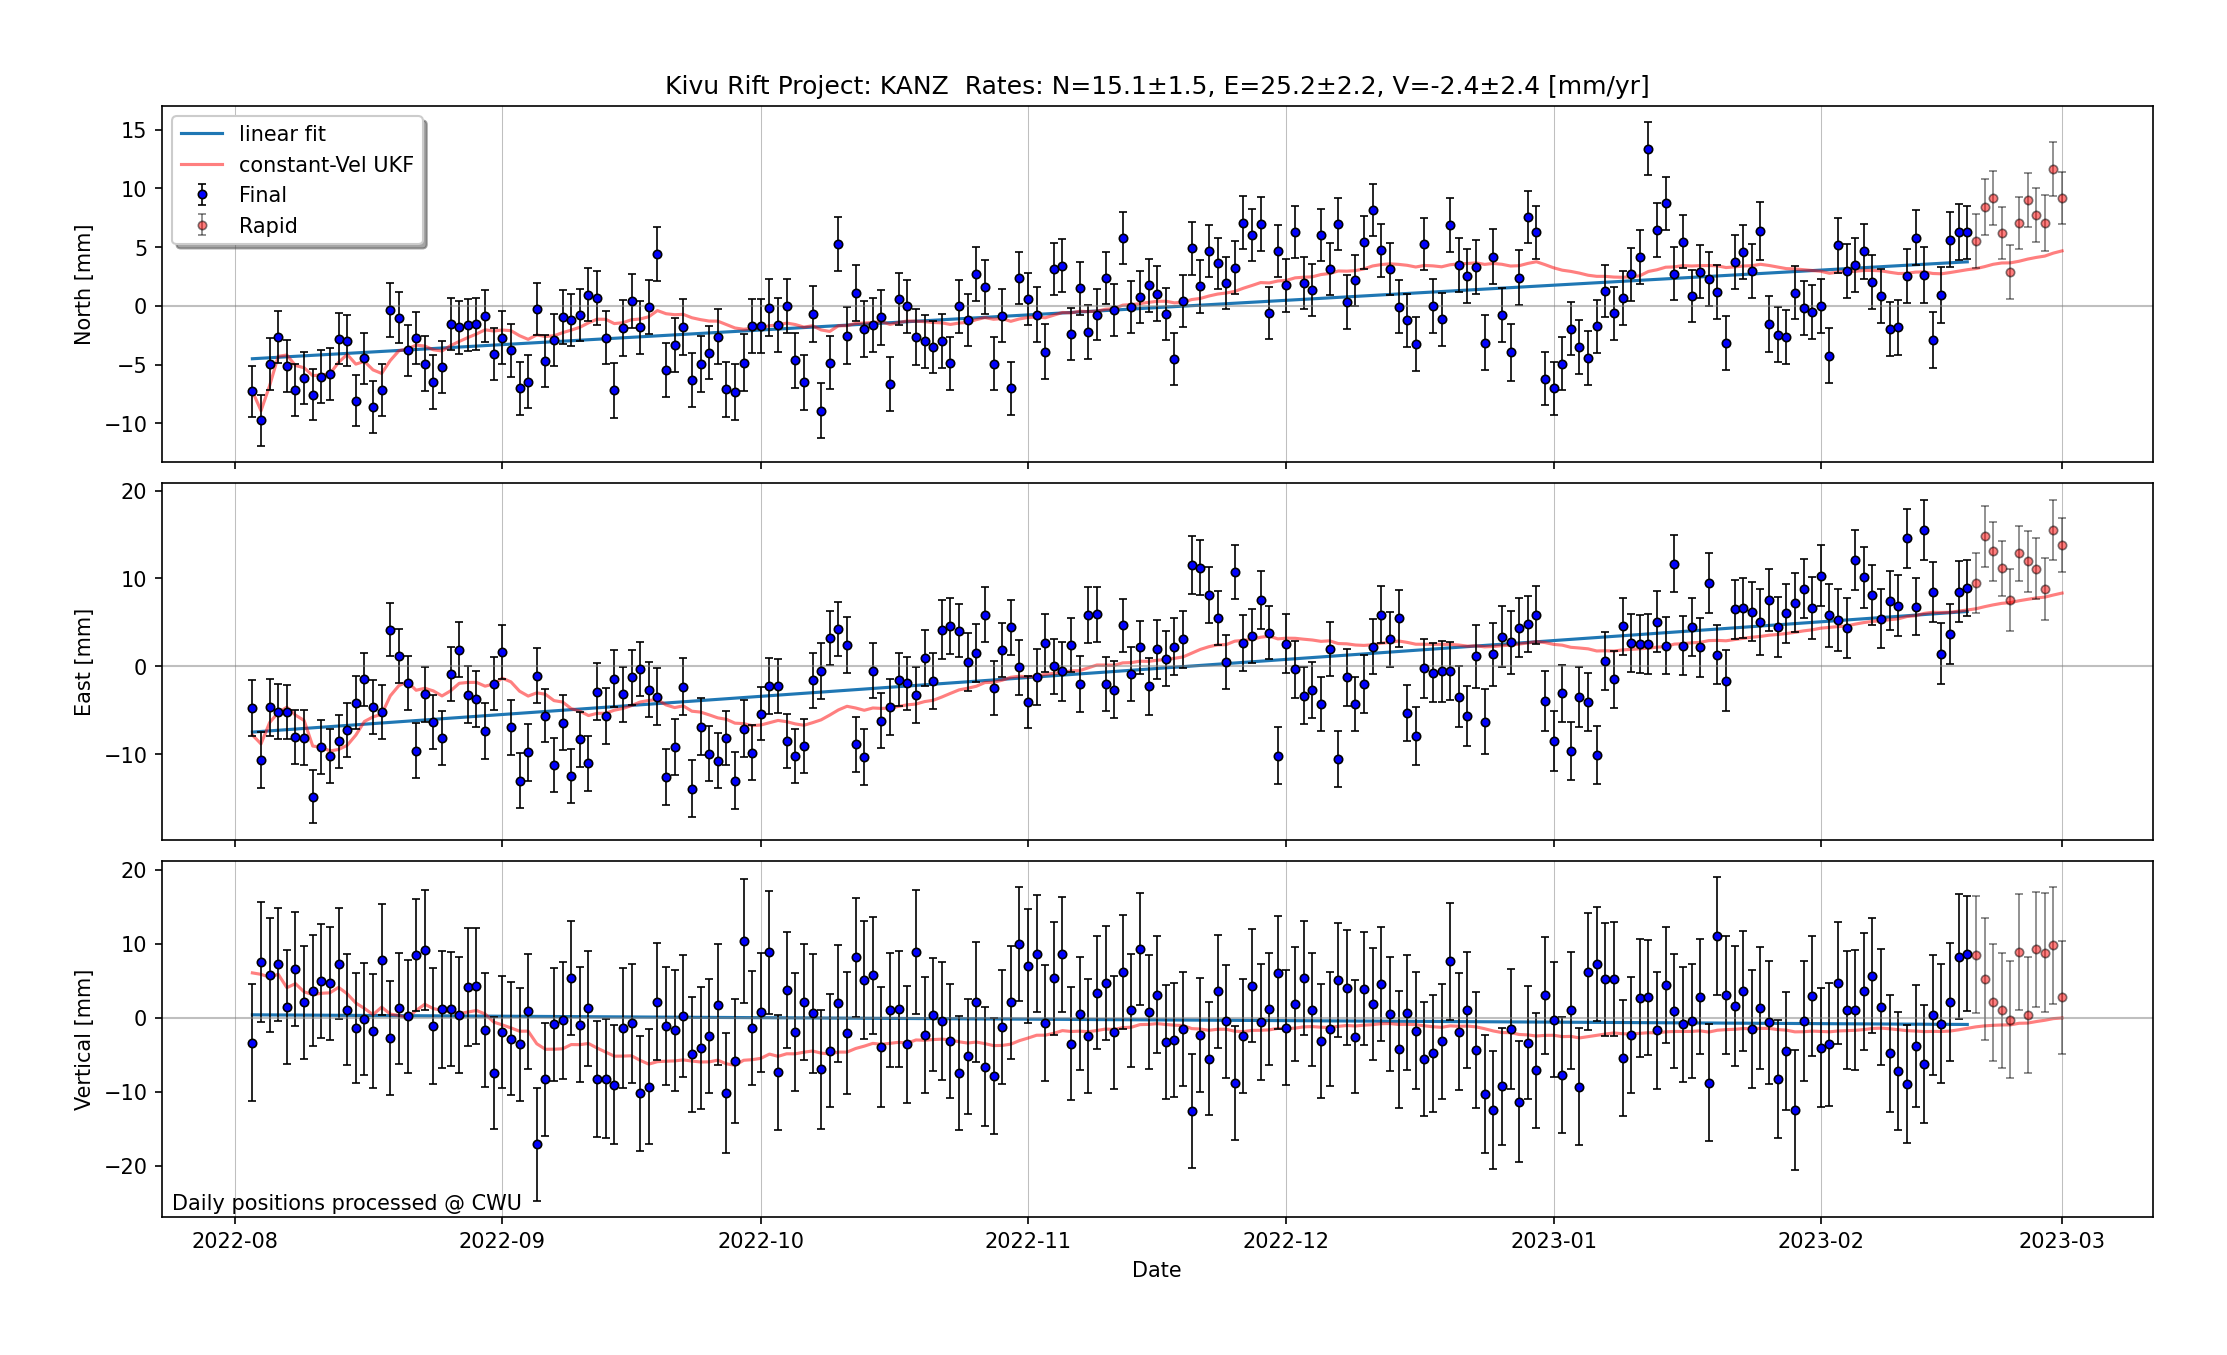 Kivu Rift Project: KANZ  Rates: N=15.1±1.5, E=25.2±2.2, V=-2.4±2.4 [mm/yr]
linear fit
constant-Vel UKF
Final
Rapid
North [mm]
15
10
5
0
−5
−10
East [mm]
20
10
0
−10
Vertical [mm]
20
10
0
−10
−20
Daily positions processed @ CWU
2022-08 2022-09 2022-10 2022-11 2022-12 2023-01 2023-02 2023-03
Date